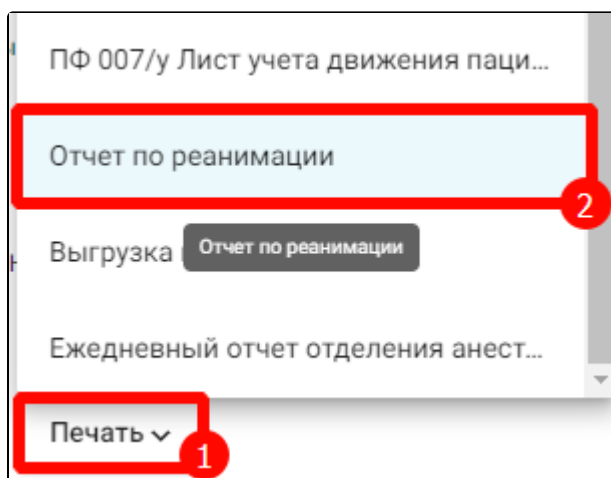 ПФ 007/у Лист учета движения паци...
Отчет по реанимации
2
Выгрузка
Отчет по реанимации
Ежедневный отчет отделения анест...
Печать
1